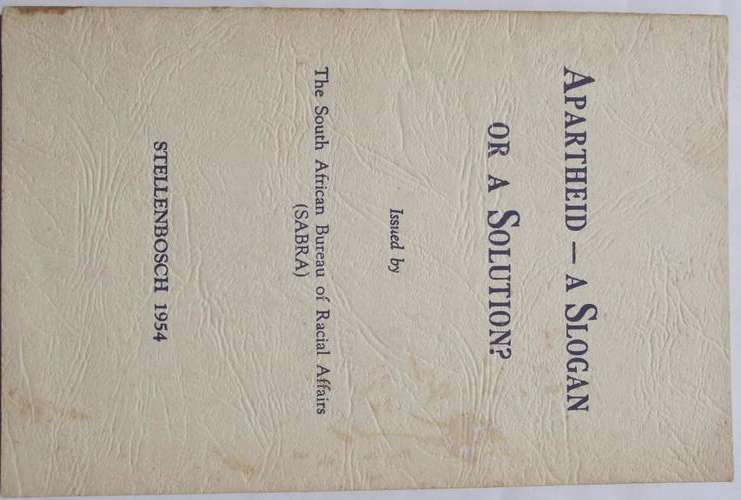 APARTHEID — A SLOGAN
OR A SOLUTION?
Issued by
The South African Bureau of Racial Affairs
(SABRA)
STELLENBOSCH 1954